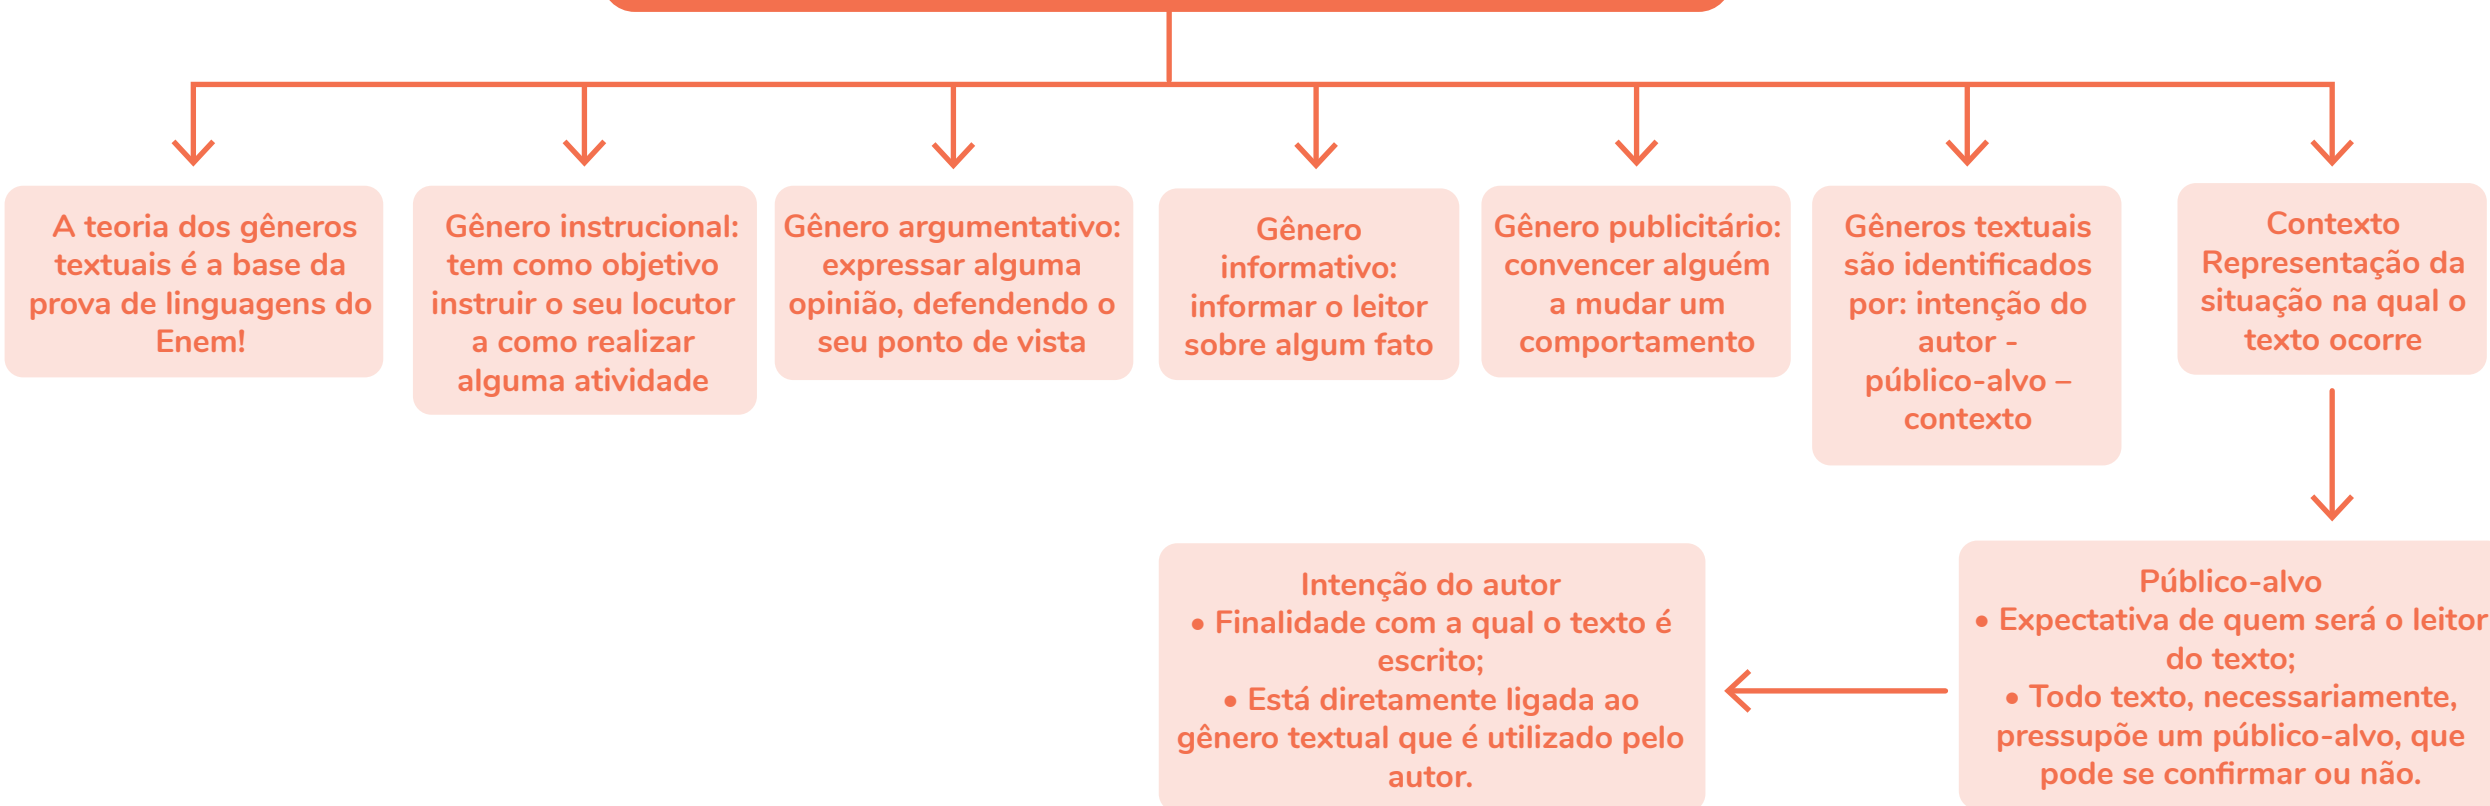 A teoria dos gêneros
textuais é a base da
prova de linguagens do
Enem!
Gênero instrucional:
tem como objetivo
instruir o seu locutor
a como realizar
alguma atividade
Gênero argumentativo:
expressar alguma
opinião, defendendo o
seu ponto de vista
Gênero
informativo:
informar o leitor
sobre algum fato
Gênero publicitário:
convencer alguém
a mudar um
comportamento
Gêneros textuais
são identificados
por: intenção do
autor -
público-alvo –
contexto
Contexto
Representação da
situação na qual o
texto ocorre
Público-alvo
• Expectativa de quem será o leitor
do texto;
• Todo texto, necessariamente,
pressupõe um público-alvo, que
pode se confirmar ou não.
Intenção do autor
• Finalidade com a qual o texto é
escrito;
• Está diretamente ligada ao
gênero textual que é utilizado pelo
autor.